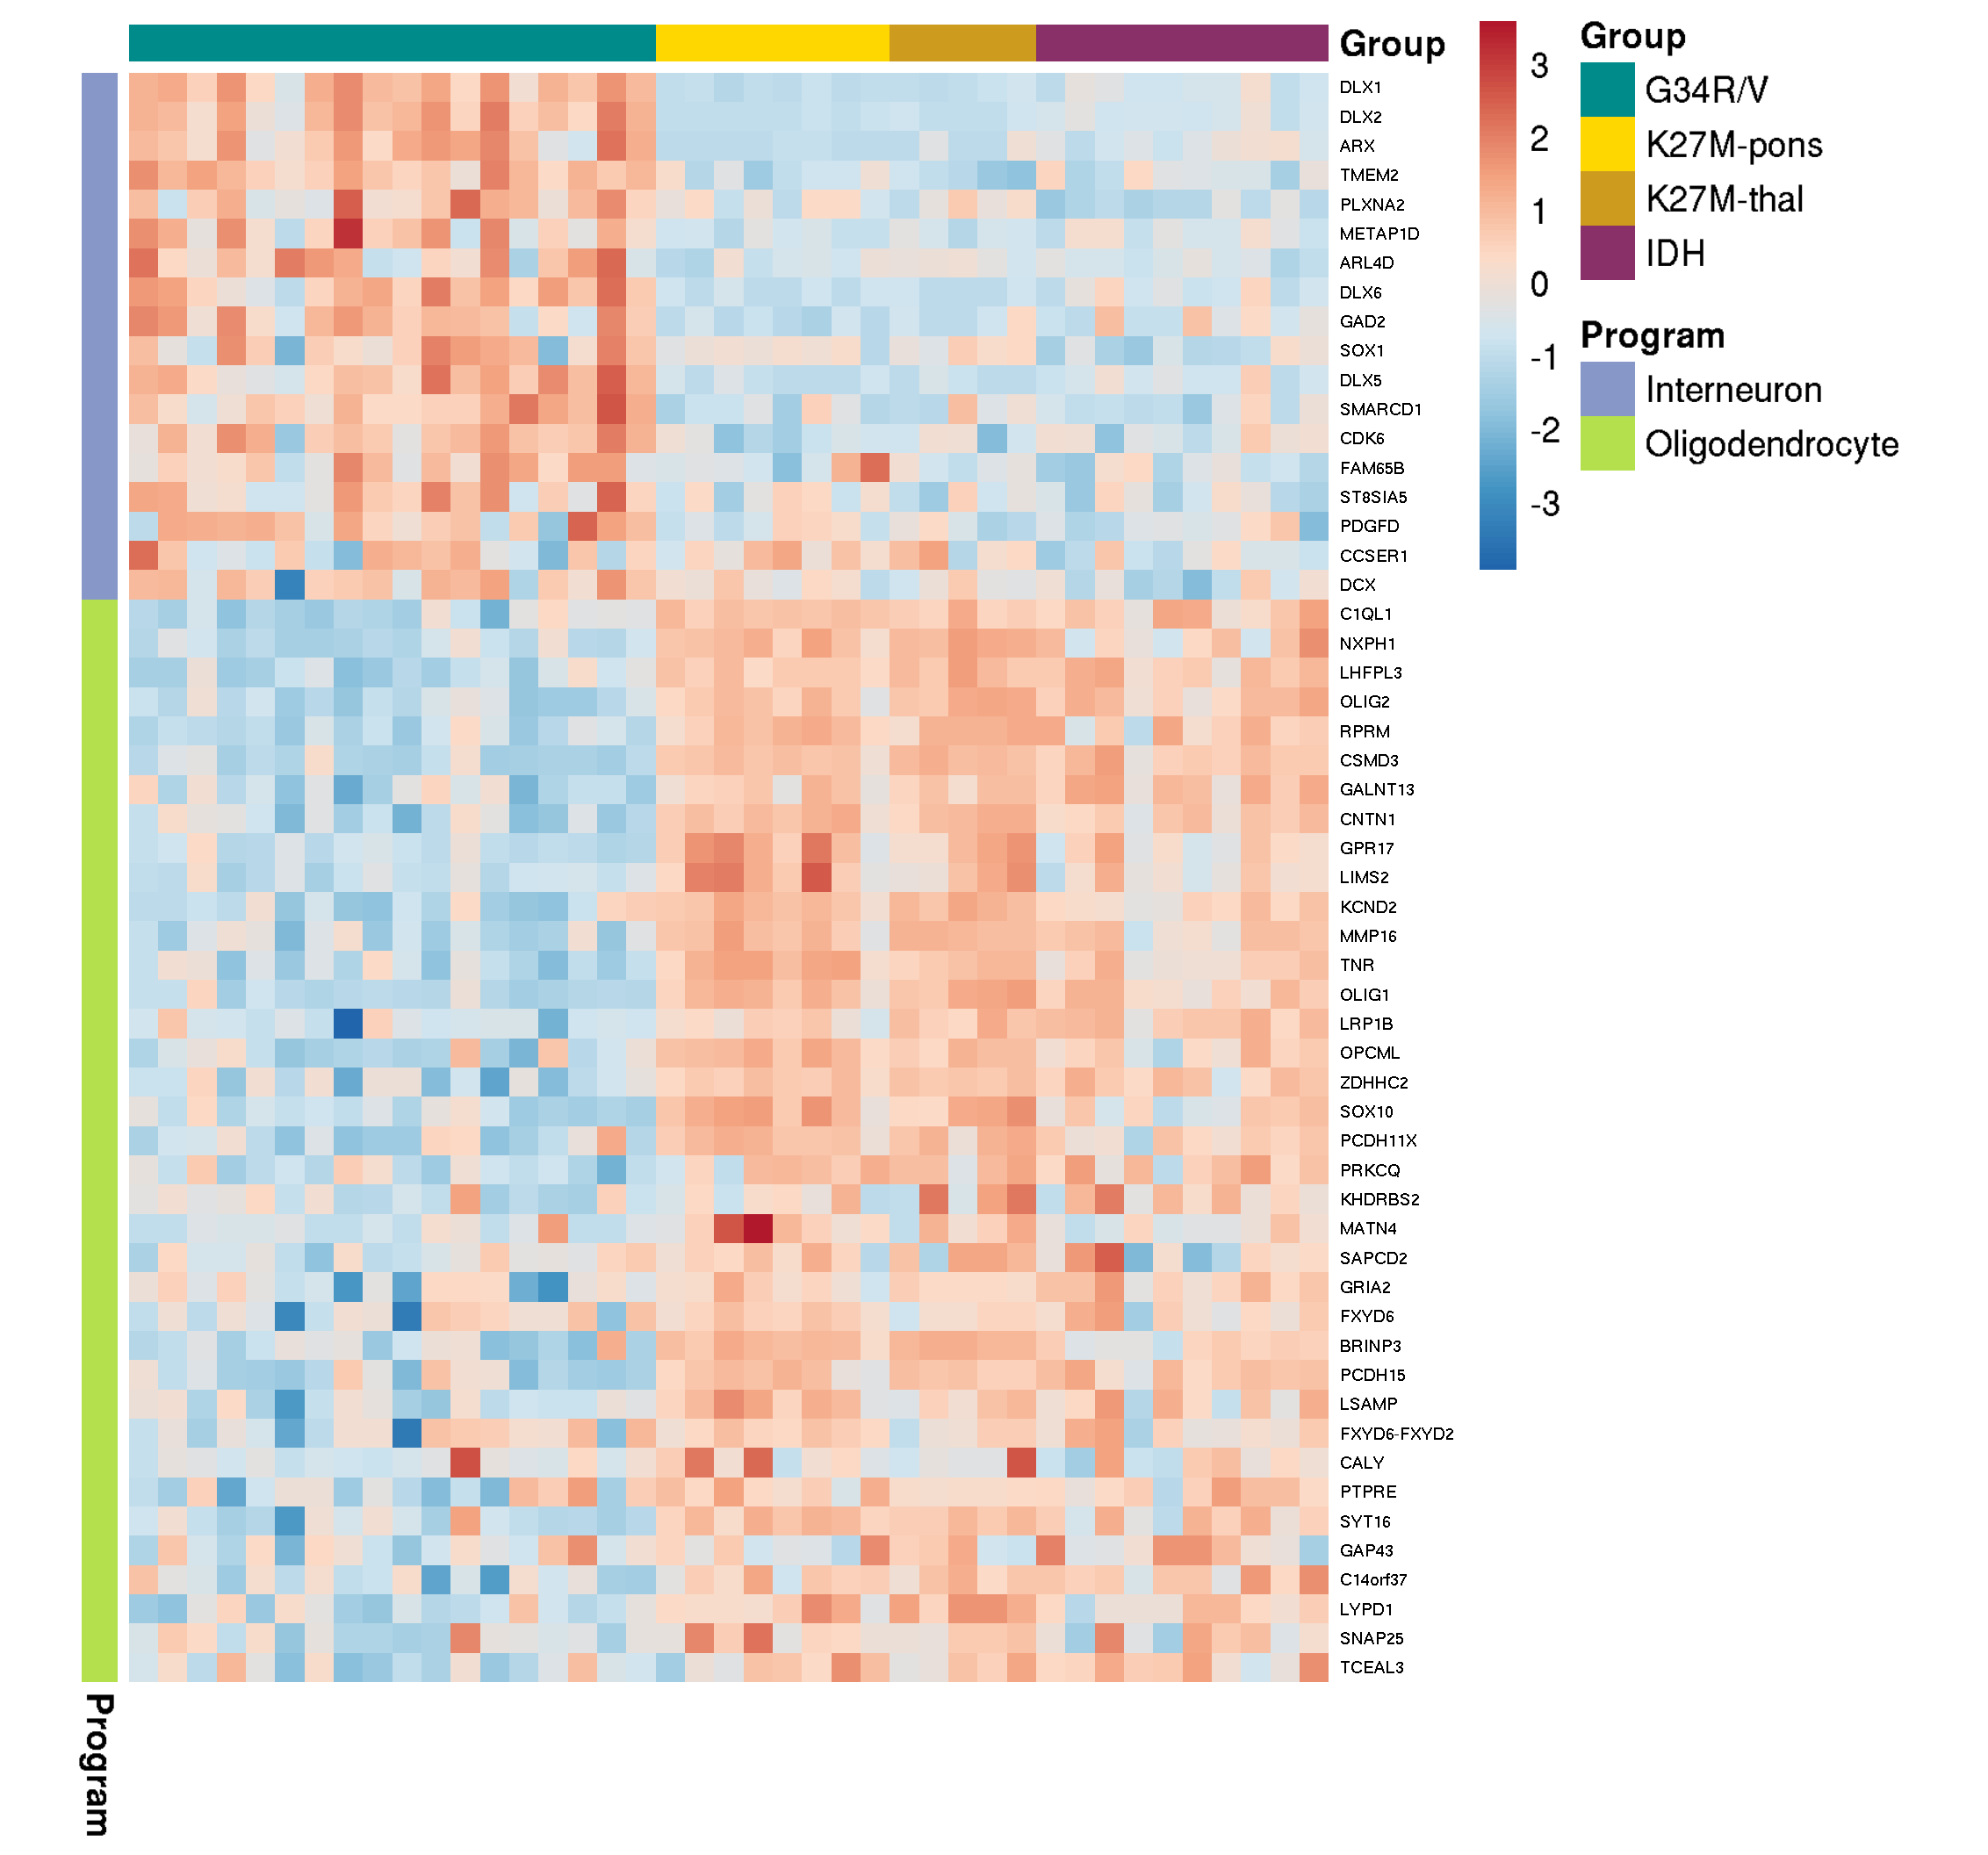 Group
DLX1
DLX2
ARX
TMEM2
PLXNA2
METAP1D
ARL4D
DLX6
GAD2
SOX1
DLX5
SMARCD1
CDK6
FAM65B
ST8SIA5
PDGFD
CCSER1
DCX
C1QL1
NXPH1
LHFPL3
OLIG2
RPRM
CSMD3
GALNT13
CNTN1
GPR17
LIMS2
KCND2
MMP16
TNR
OLIG1
LRP1B
OPCML
ZDHHC2
SOX10
PCDH11X
PRKCQ
KHDRBS2
MATN4
SAPCD2
GRIA2
FXYD6
BRINP3
PCDH15
LSAMP
FXYD6-FXYD2
CALY
PTPRE
SYT16
GAP43
C14orf37
LYPD1
SNAP25
TCEAL3
Program
3
2
1
0
-1
-2
-3
Group
G34R/V
K27M-pons
K27M-thal
IDH
Program
Interneuron
Oligodendrocyte